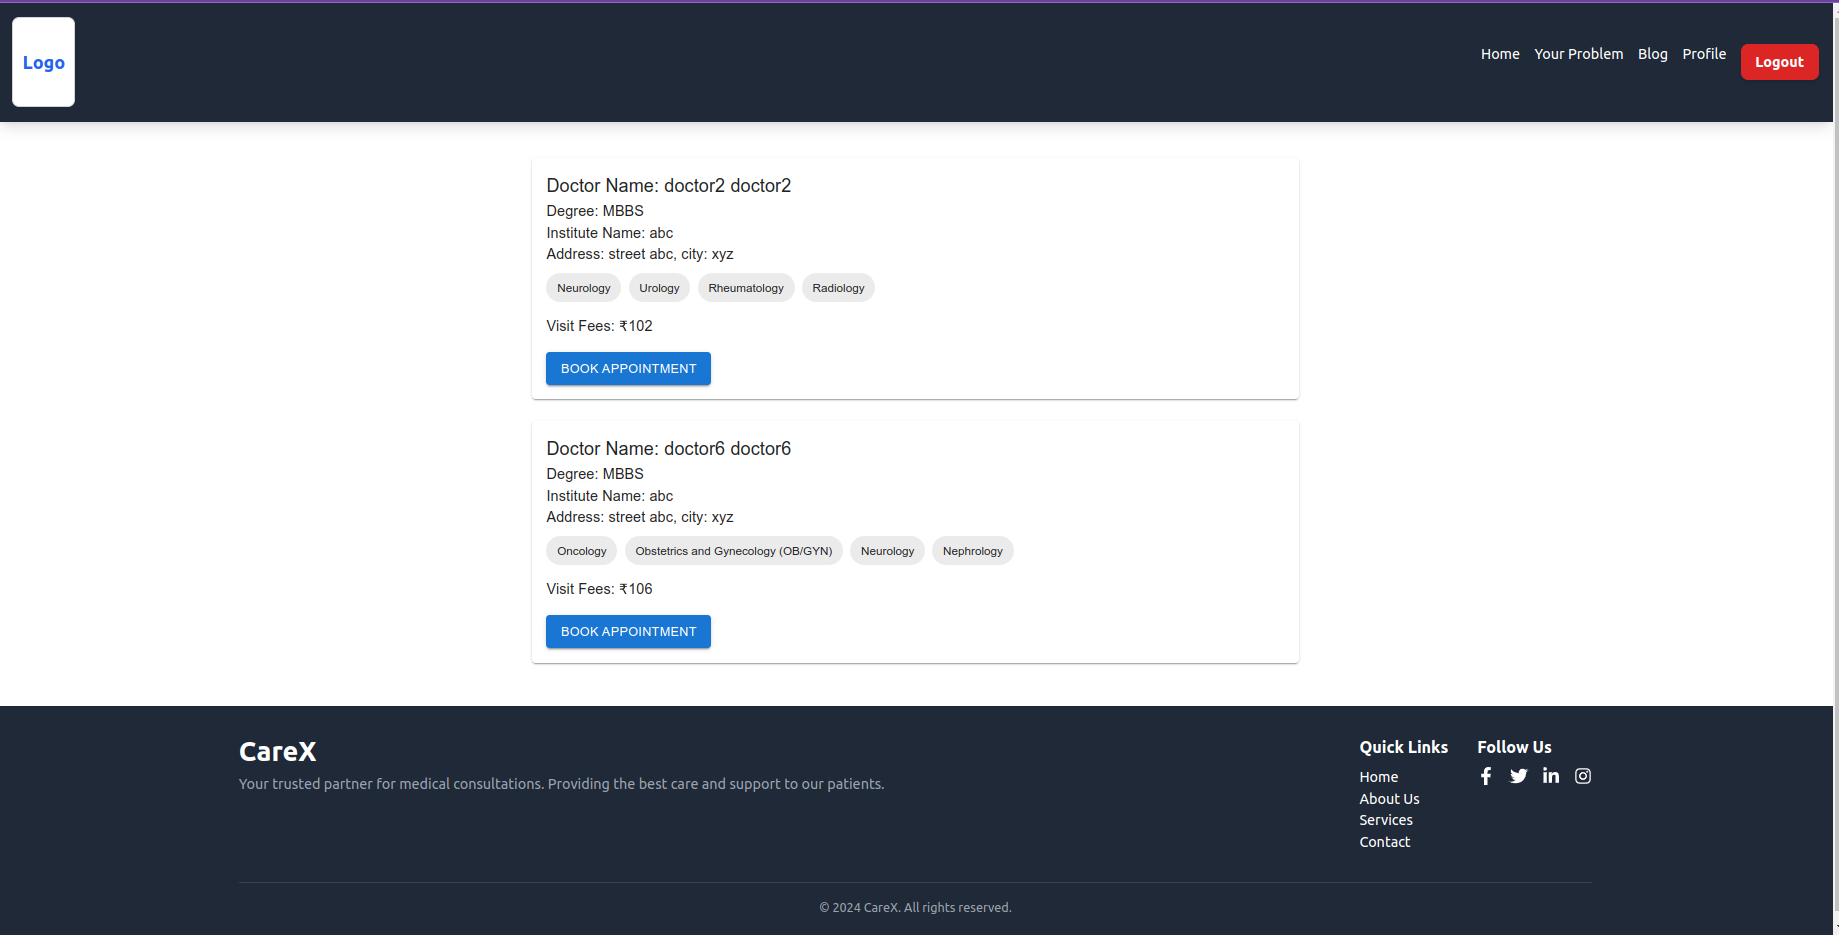 Logo
Home Your Problem Blog Profile Logout
Doctor Name: doctor2 doctor2
Degree: MBBS
Institute Name: abc
Address: street abc, city: xyz
Neurology Urology Rheumatology Radiology
Visit Fees: ₹102
BOOK APPOINTMENT
Doctor Name: doctor6 doctor6
Degree: MBBS
Institute Name: abc
Address: street abc, city: xyz
Oncology Obstetrics and Gynecology (OB/GYN) Neurology Nephrology
Visit Fees: ₹106
BOOK APPOINTMENT
CareX
Your trusted partner for medical consultations. Providing the best care and support to our patients.
Quick Links
Home
About Us
Services
Contact
Follow Us
© 2024 CareX. All rights reserved.